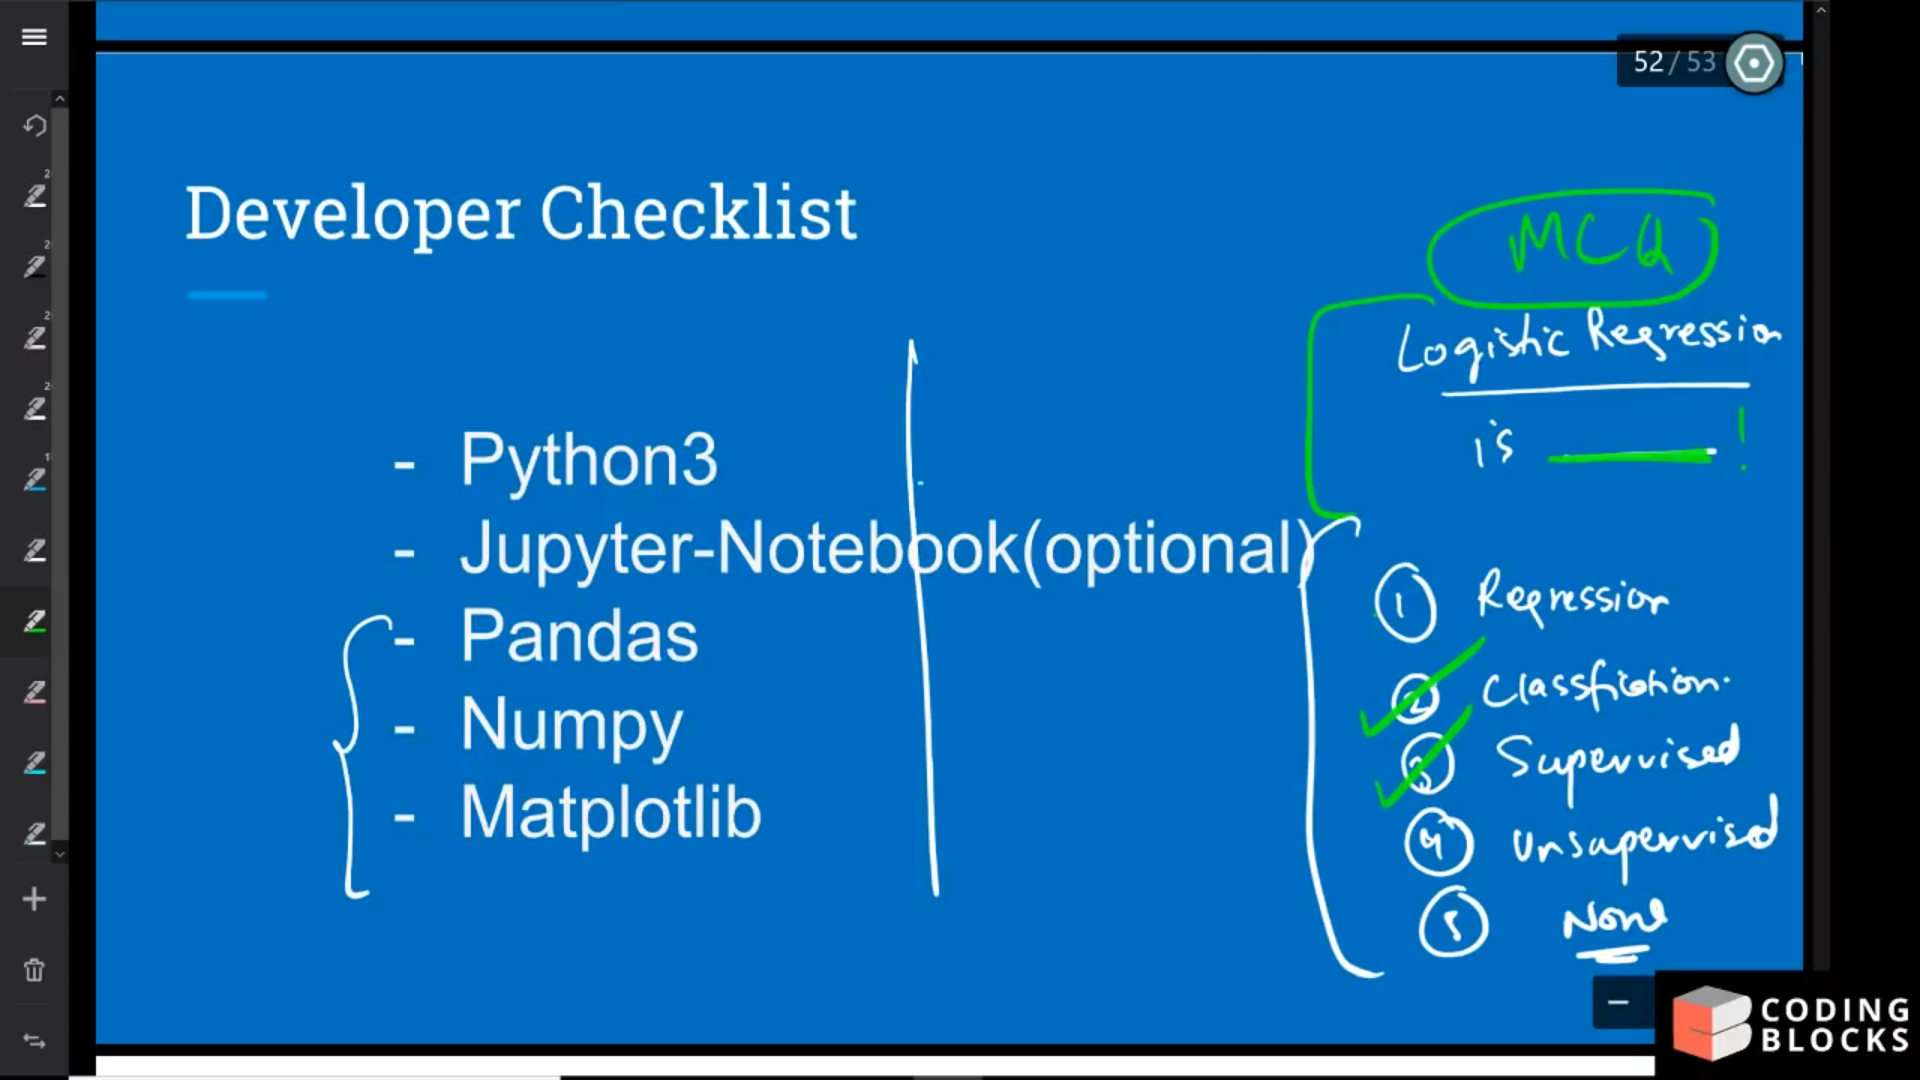 52 / 53
Developer Checklist
- Python3
- Jupyter-Notebook(optional)
- Pandas
- Numpy
- Matplotlib
MCQ
Logistic Regression
is ______ !
1 Regression
2 Classfiction.
3 Supervised
4 Unsupervised
5 None
CODING
BLOCKS